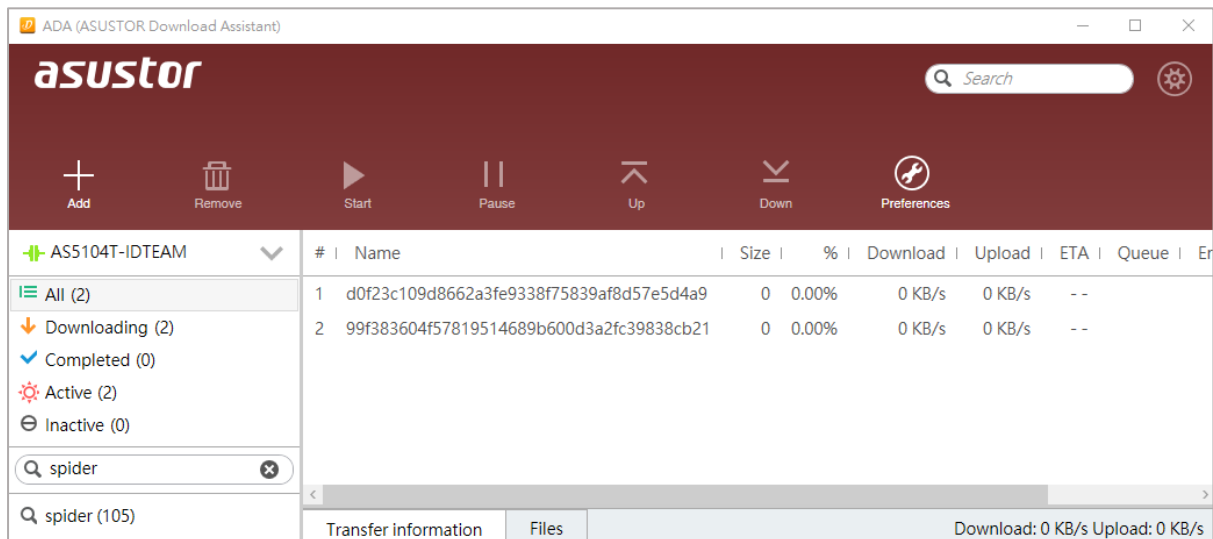 ADA (ASUSTOR Download Assistant)
asustor
Search
Add Remove Start Pause Up Down Preferences
AS5104T-IDTEAM
# Name Size % Download Upload ETA Queue Er
All (2)
1 d0f23c109d8662a3fe9338f75839af8d57e5d4a9 0 0.00% 0 KB/s 0 KB/s - -
Downloading (2)
2 99f383604f57819514689b600d3a2fc39838cb21 0 0.00% 0 KB/s 0 KB/s - -
Completed (0)
Active (2)
Inactive (0)
spider
spider (105)
Transfer information Files Download: 0 KB/s Upload: 0 KB/s